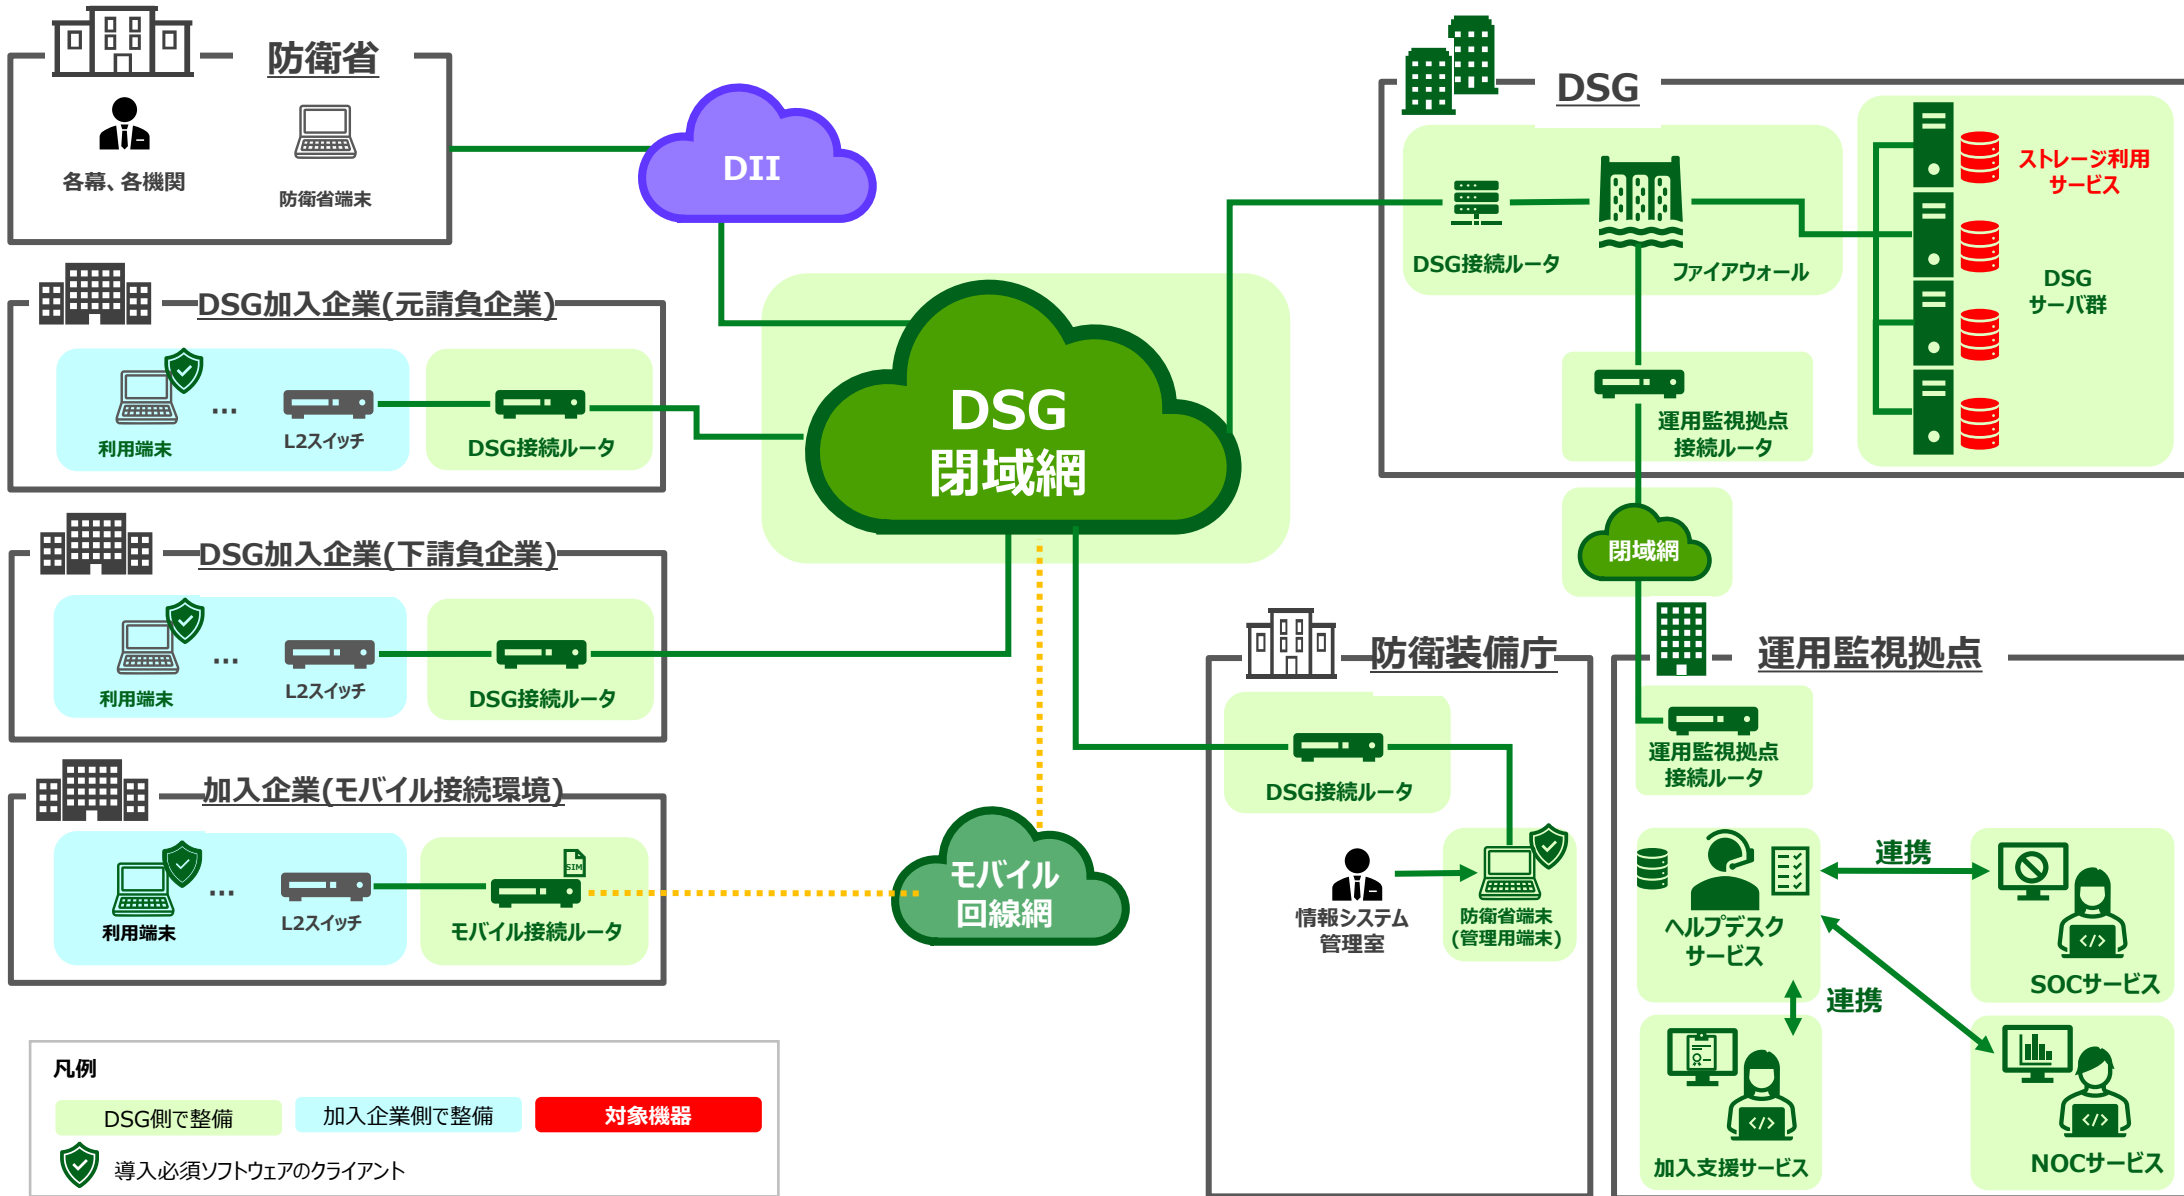 防衛省
各幕、各機関
防衛省端末
DII
DSG加入企業(元請負企業)
利用端末
…
L2スイッチ
DSG接続ルータ
DSG加入企業(下請負企業)
利用端末
…
L2スイッチ
DSG接続ルータ
加入企業(モバイル接続環境)
利用端末
…
L2スイッチ
SIM
モバイル接続ルータ
DSG
閉域網
モバイル
回線網
DSG
DSG接続ルータ
ファイアウォール
ストレージ利用
サービス
DSG
サーバ群
運用監視拠点
接続ルータ
閉域網
防衛装備庁
DSG接続ルータ
情報システム
管理室
防衛省端末
(管理用端末)
運用監視拠点
運用監視拠点
接続ルータ
ヘルプデスク
サービス
連携
</>
SOCサービス
連携
</>
加入支援サービス
</>
NOCサービス
凡例
DSG側で整備
加入企業側で整備
対象機器
導入必須ソフトウェアのクライアント